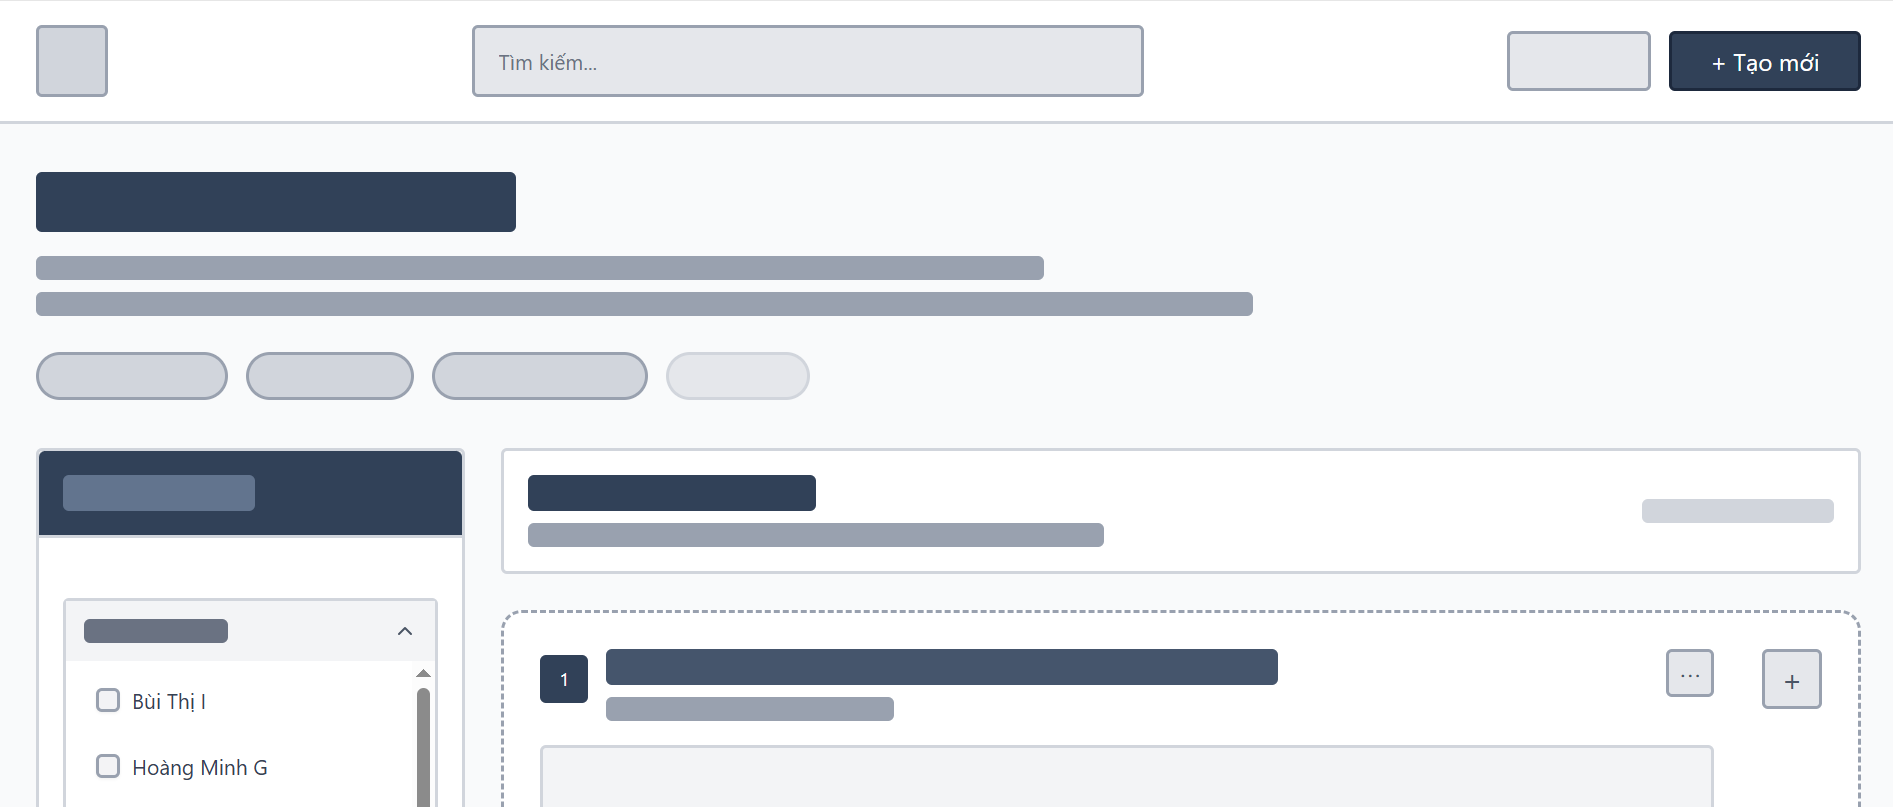 Tìm kiếm...
+ Tạo mới
1
...
+
Bùi Thị I
Hoàng Minh G